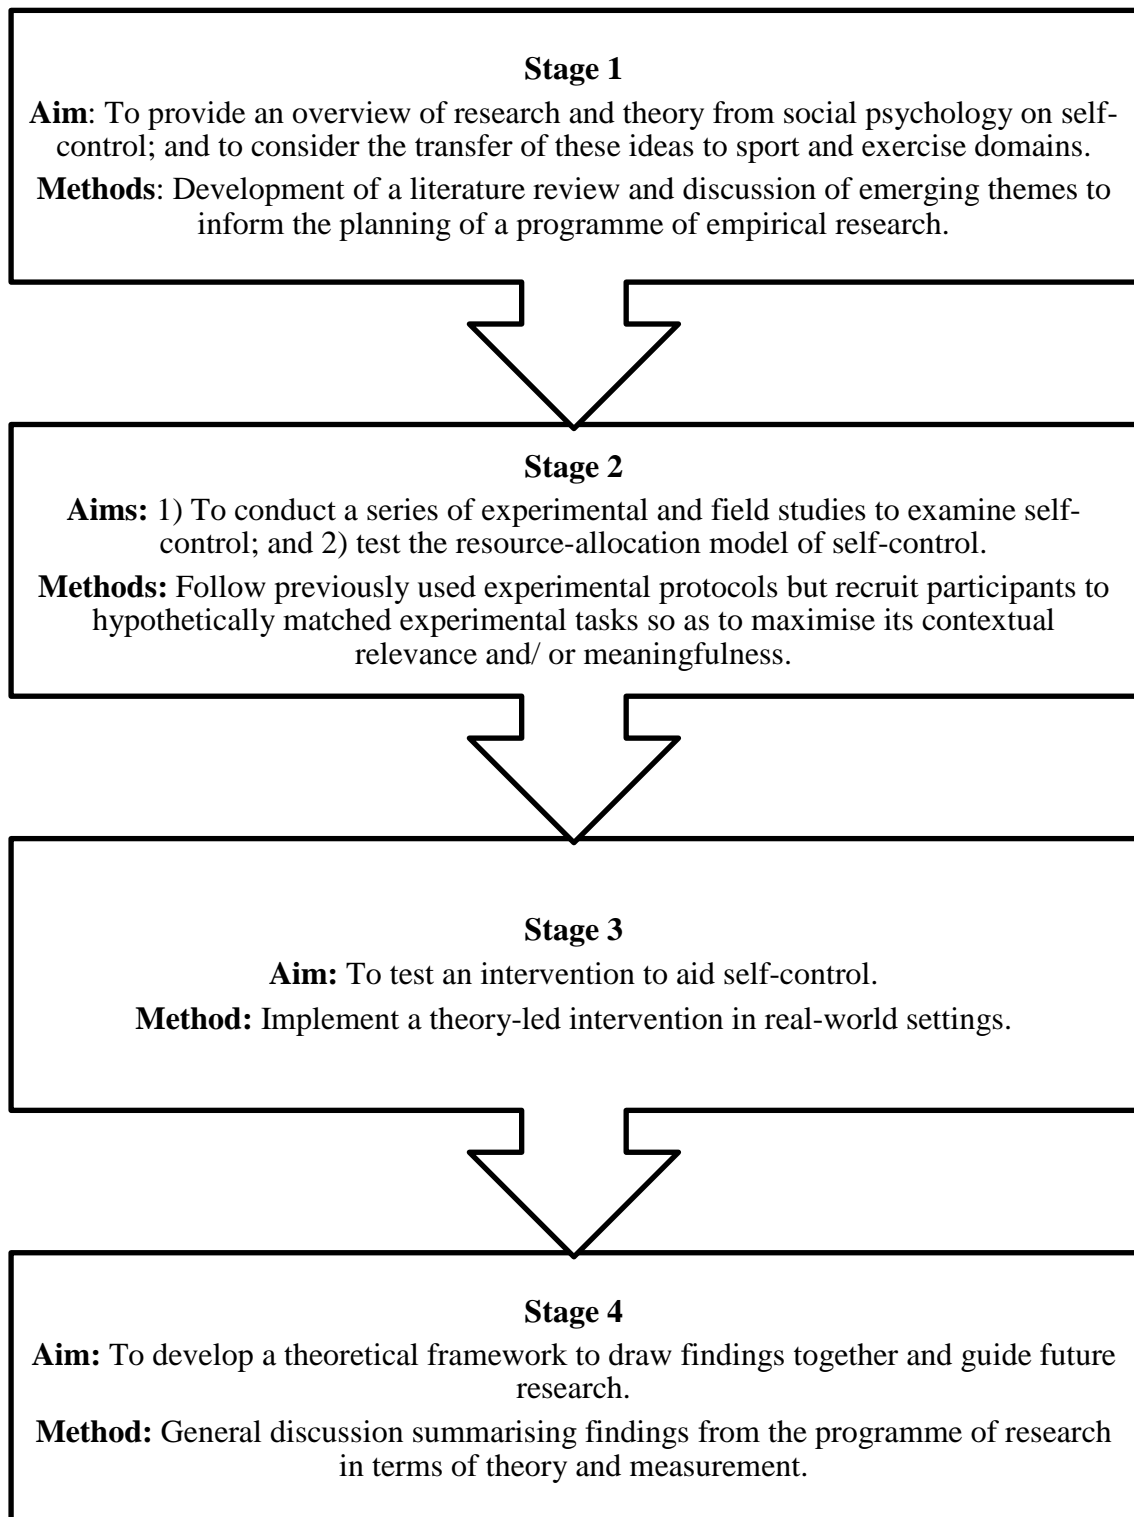 Stage 1
Aim: To provide an overview of research and theory from social psychology on self-
control; and to consider the transfer of these ideas to sport and exercise domains.
Methods: Development of a literature review and discussion of emerging themes to
inform the planning of a programme of empirical research.
Stage 2
Aims: 1) To conduct a series of experimental and field studies to examine self-
control; and 2) test the resource-allocation model of self-control.
Methods: Follow previously used experimental protocols but recruit participants to
hypothetically matched experimental tasks so as to maximise its contextual
relevance and/ or meaningfulness.
Stage 3
Aim: To test an intervention to aid self-control.
Method: Implement a theory-led intervention in real-world settings.
Stage 4
Aim: To develop a theoretical framework to draw findings together and guide future
research.
Method: General discussion summarising findings from the programme of research
in terms of theory and measurement.